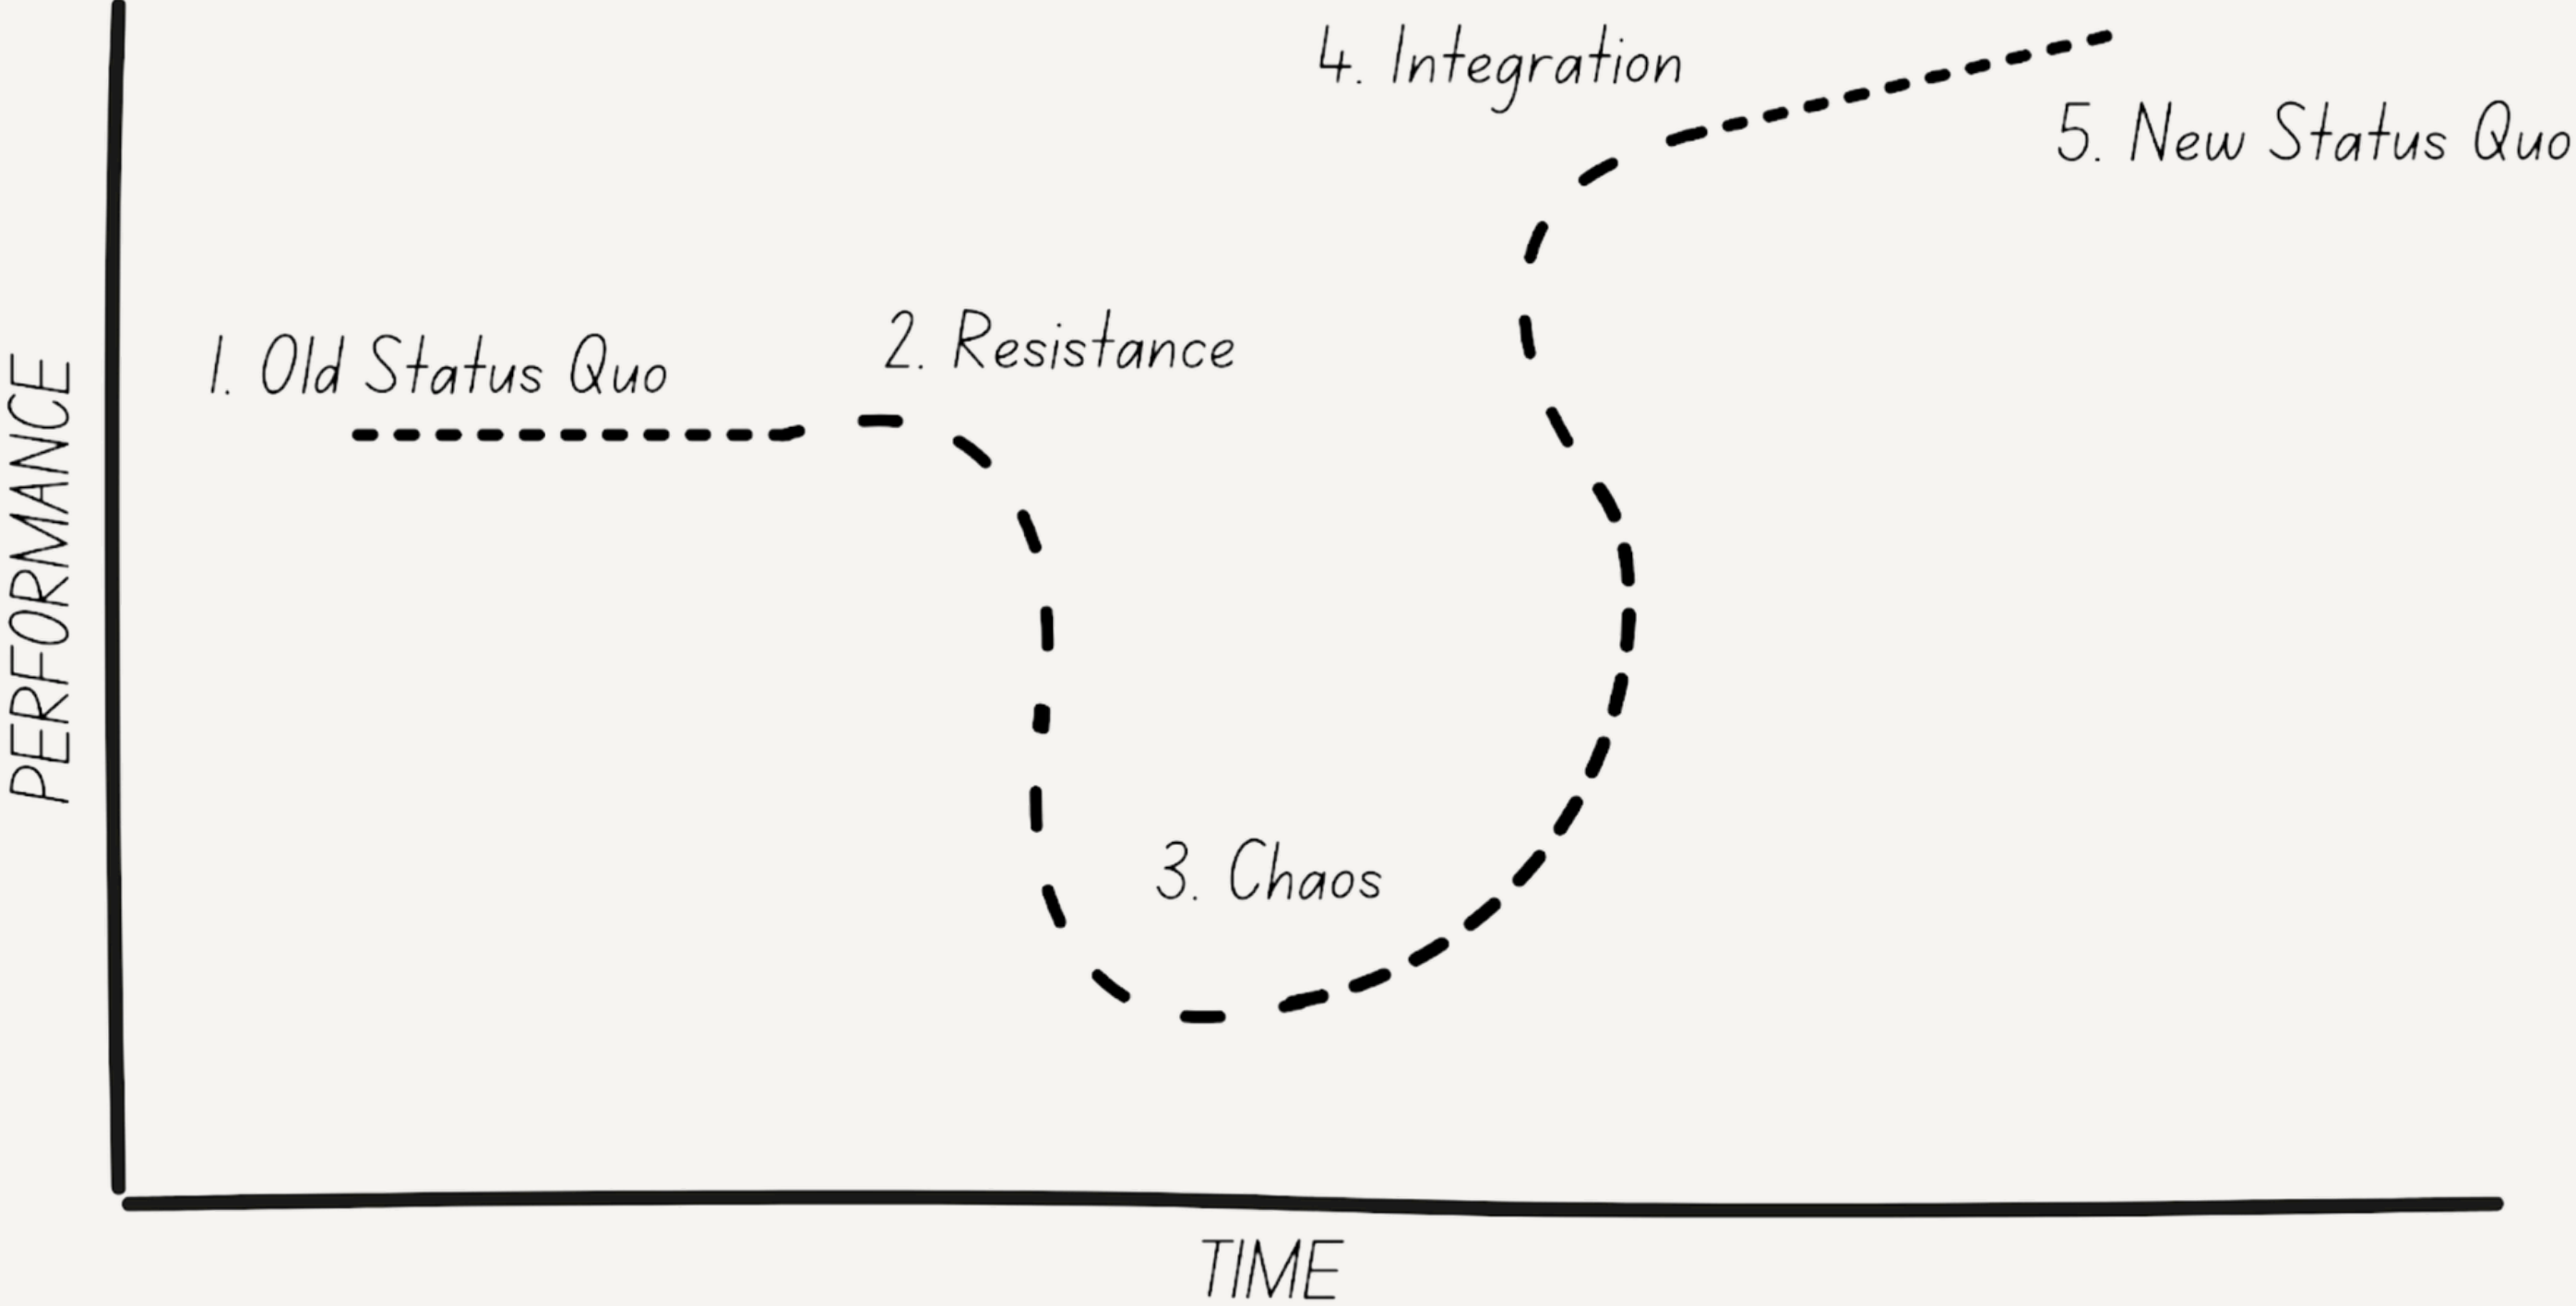 4. Integration
5. New Status Quo
1. Old Status Quo
2. Resistance
PERFORMANCE
3. Chaos
TIME